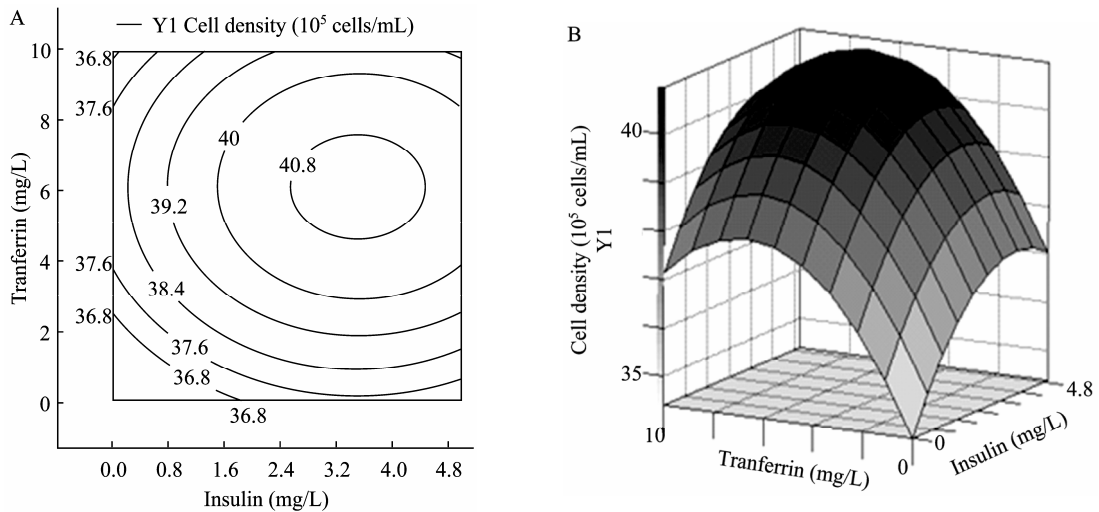 A
Y1 Cell density (10⁵ cells/mL)
10
8
6
4
2
0
Tranferrin (mg/L)
36.8
37.6
40
40.8
39.2
37.6
38.4
36.8
37.6
36.8
36.8
0.0 0.8 1.6 2.4 3.2 4.0 4.8
Insulin (mg/L)
B
40
35
Cell density (10⁵ cells/mL)
Y1
10
0
Tranferrin (mg/L)
0
4.8
Insulin (mg/L)